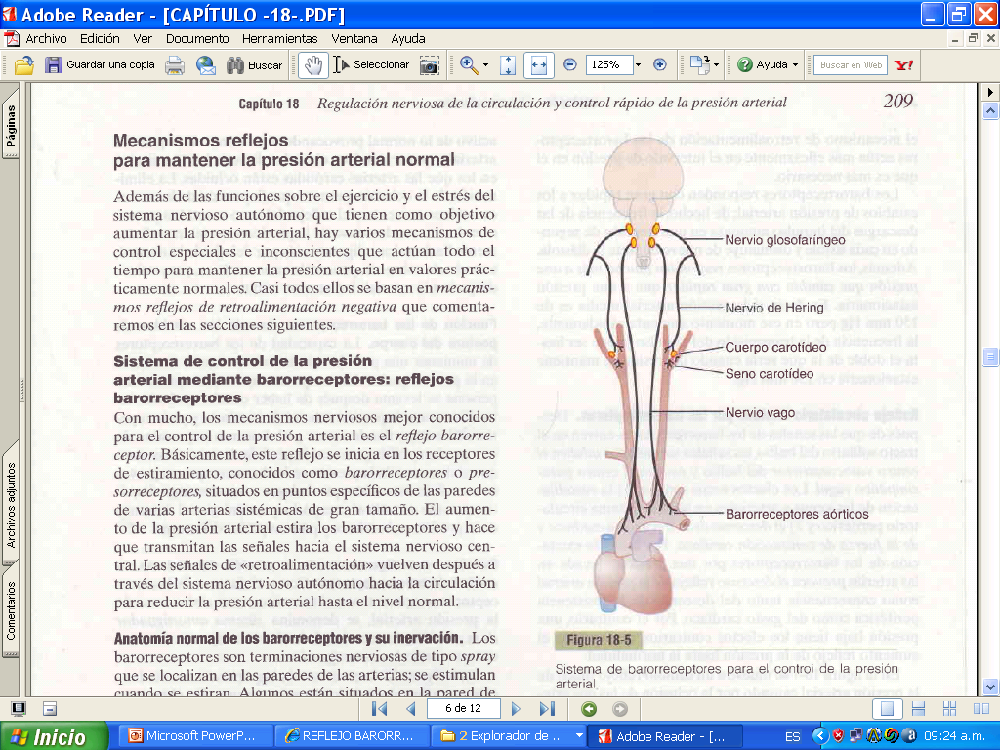 Adobe Reader - [CAPÍTULO -18-.PDF]
Archivo Edición Ver Documento Herramientas Ventana Ayuda
Guardar una copia Buscar Seleccionar 125% Ayuda Buscar en Web Y!
Páginas
Archivos adjuntos
Comentarios
Capítulo 18 Regulación nerviosa de la circulación y control rápido de la presión arterial 209
Mecanismos reflejos
para mantener la presión arterial normal
Además de las funciones sobre el ejercicio y el estrés del
sistema nervioso autónomo que tienen como objetivo
aumentar la presión arterial, hay varios mecanismos de
control especiales e inconscientes que actúan todo el
tiempo para mantener la presión arterial en valores prác-
ticamente normales. Casi todos ellos se basan en mecanis-
mos reflejos de retroalimentación negativa que comenta-
remos en las secciones siguientes.
Sistema de control de la presión
arterial mediante barorreceptores: reflejos
barorreceptores
Con mucho, los mecanismos nerviosos mejor conocidos
para el control de la presión arterial es el reflejo barorre-
ceptor. Básicamente, este reflejo se inicia en los receptores
de estiramiento, conocidos como barorreceptores o pre-
sorreceptores, situados en puntos específicos de las paredes
de varias arterias sistémicas de gran tamaño. El aumen-
to de la presión arterial estira los barorreceptores y hace
que transmitan las señales hacia el sistema nervioso cen-
tral. Las señales de «retroalimentación» vuelven después a
través del sistema nervioso autónomo hacia la circulación
para reducir la presión arterial hasta el nivel normal.
Anatomía normal de los barorreceptores y su inervación. Los
barorreceptores son terminaciones nerviosas de tipo spray
que se localizan en las paredes de las arterias; se estimulan
cuando se estiran. Algunos están situados en la pared de
Nervio glosofaríngeo
Nervio de Hering
Cuerpo carotídeo
Seno carotídeo
Nervio vago
Barorreceptores aórticos
Figura 18-5
Sistema de barorreceptores para el control de la presión
arterial.
6 de 12
Inicio Microsoft PowerP... REFLEJO BARORR... 2 Explorador de ... Adobe Reader - [... ES 09:24 a.m.